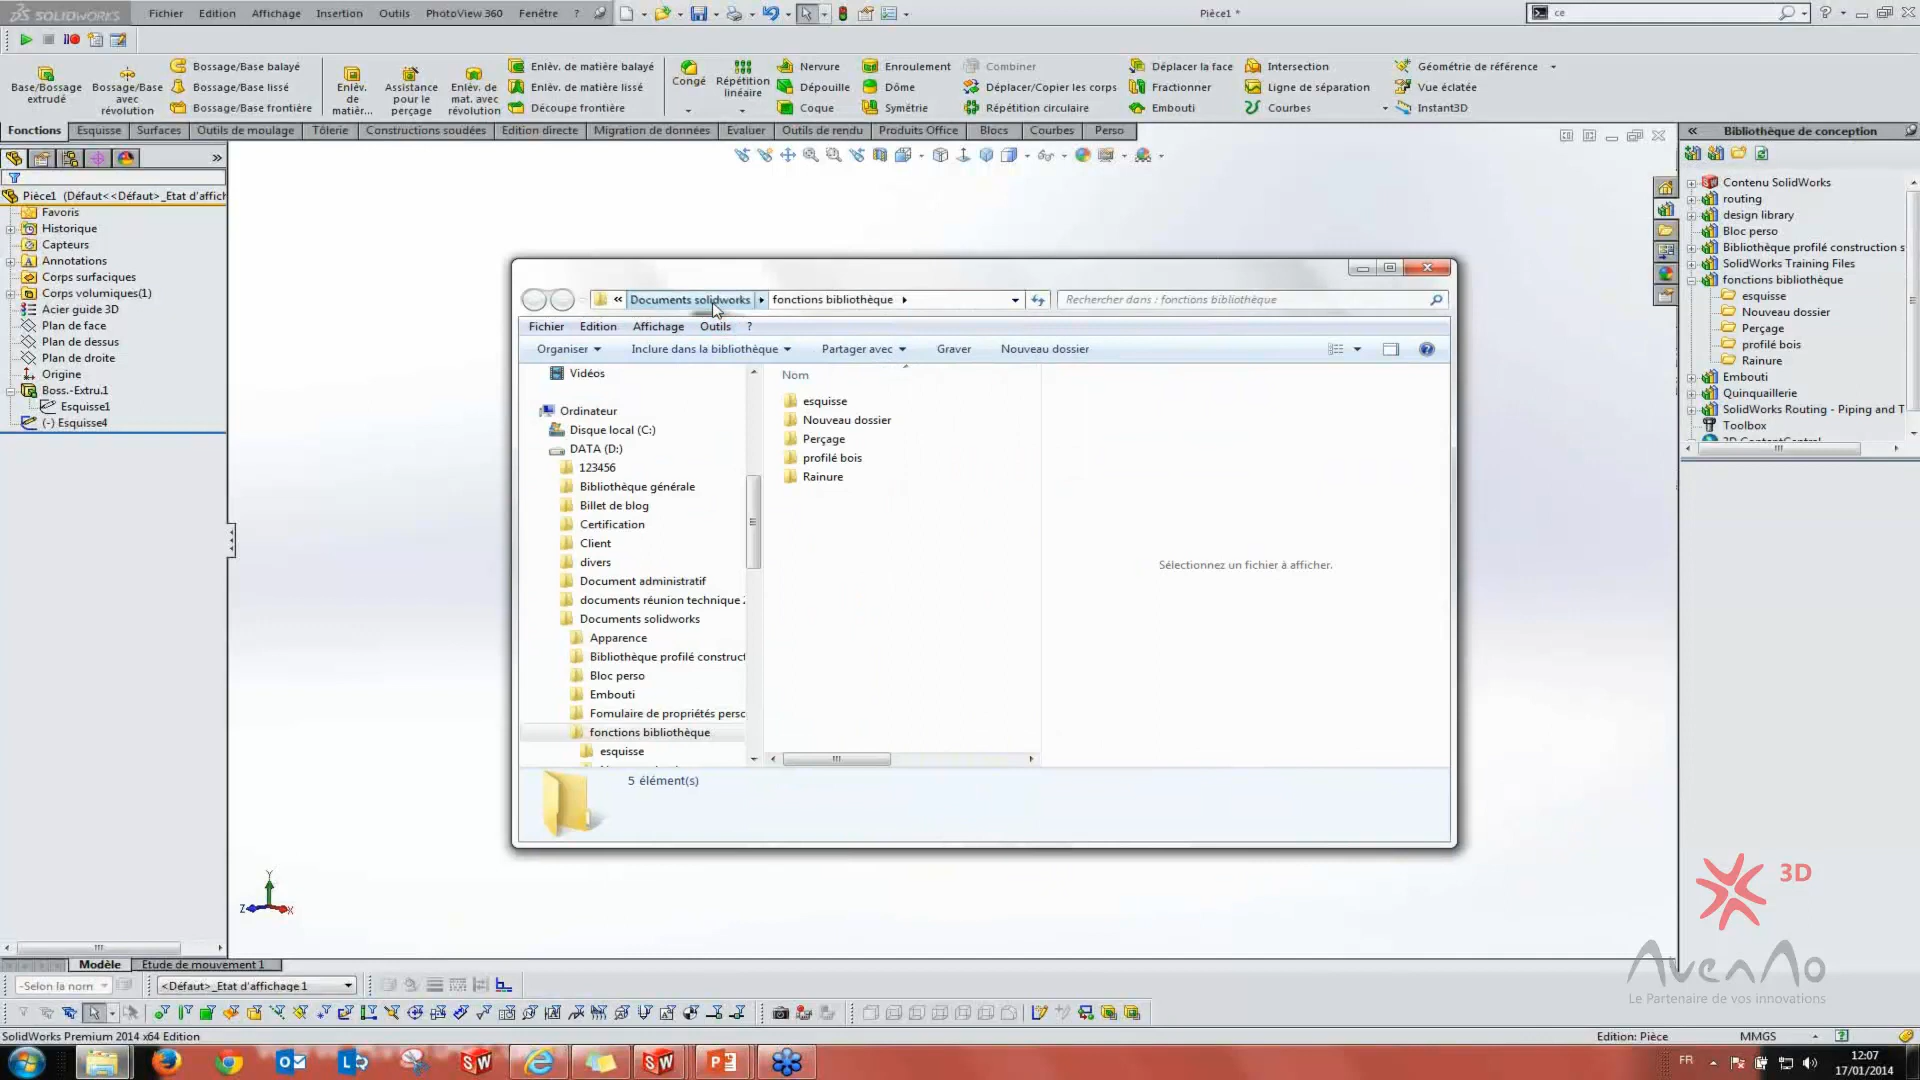 SOLIDWORKS
Fichier Edition Affichage Insertion Outils PhotoView 360 Fenêtre ?
Pièce1 *
ce
Base/Bossage extrudé
Bossage/Base avec révolution
Bossage/Base balayé
Bossage/Base lissé
Bossage/Base frontière
Enlèv. de matièr...
Assistance pour le perçage
Enlèv. de mat. avec révolution
Enlèv. de matière balayé
Enlèv. de matière lissé
Découpe frontière
Congé
Répétition linéaire
Nervure
Dépouille
Coque
Enroulement
Dôme
Symétrie
Combiner
Déplacer/Copier les corps
Répétition circulaire
Déplacer la face
Fractionner
Embouti
Intersection
Ligne de séparation
Courbes
Géométrie de référence
Vue éclatée
Instant3D
Fonctions Esquisse Surfaces Outils de moulage Tôlerie Constructions soudées Edition directe Migration de données Evaluer Outils de rendu Produits Office Blocs Courbes Perso
Pièce1 (Défaut<<Défaut>_Etat d'affich
Favoris
Historique
Capteurs
Annotations
Corps surfaciques
Corps volumiques(1)
Acier guide 3D
Plan de face
Plan de dessus
Plan de droite
Origine
Boss.-Extru.1
Esquisse1
(-) Esquisse4
« Documents solidworks fonctions bibliothèque
Rechercher dans : fonctions bibliothèque
Fichier Edition Affichage Outils ?
Organiser Inclure dans la bibliothèque Partager avec Graver Nouveau dossier
Vidéos
Ordinateur
Disque local (C:)
DATA (D:)
123456
Bibliothèque générale
Billet de blog
Certification
Client
divers
Document administratif
documents réunion technique 2
Documents solidworks
Apparence
Bibliothèque profilé construct
Bloc perso
Embouti
Fomulaire de propriétés perso
fonctions bibliothèque
esquisse
Nom
esquisse
Nouveau dossier
Perçage
profilé bois
Rainure
Sélectionnez un fichier à afficher.
5 élément(s)
Bibliothèque de conception
Contenu SolidWorks
routing
design library
Bloc perso
Bibliothèque profilé construction s
SolidWorks Training Files
fonctions bibliothèque
esquisse
Nouveau dossier
Perçage
profilé bois
Rainure
Embouti
Quinquaillerie
SolidWorks Routing - Piping and T
Toolbox
3D ContentCentral
Y
Z
X
3D
AvenAo
Le Partenaire de vos innovations
Modèle Etude de mouvement 1
-Selon la norn
<Défaut>_Etat d'affichage 1
SolidWorks Premium 2014 x64 Edition
Edition: Pièce
MMGS
FR
12:07
17/01/2014